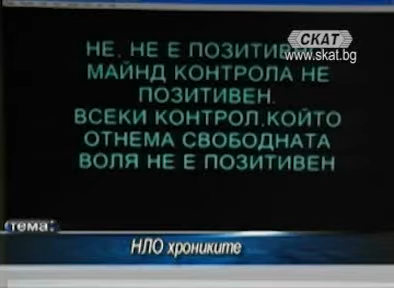 СКАТ
www.skat.bg
НЕ, НЕ Е ПОЗИТИВЕН
МАЙНД КОНТРОЛА НЕ
ПОЗИТИВЕН.
ВСЕКИ КОНТРОЛ,КОЙТО
ОТНЕМА СВОБОДНАТА
ВОЛЯ НЕ Е ПОЗИТИВЕН
тема:
НЛО хрониките